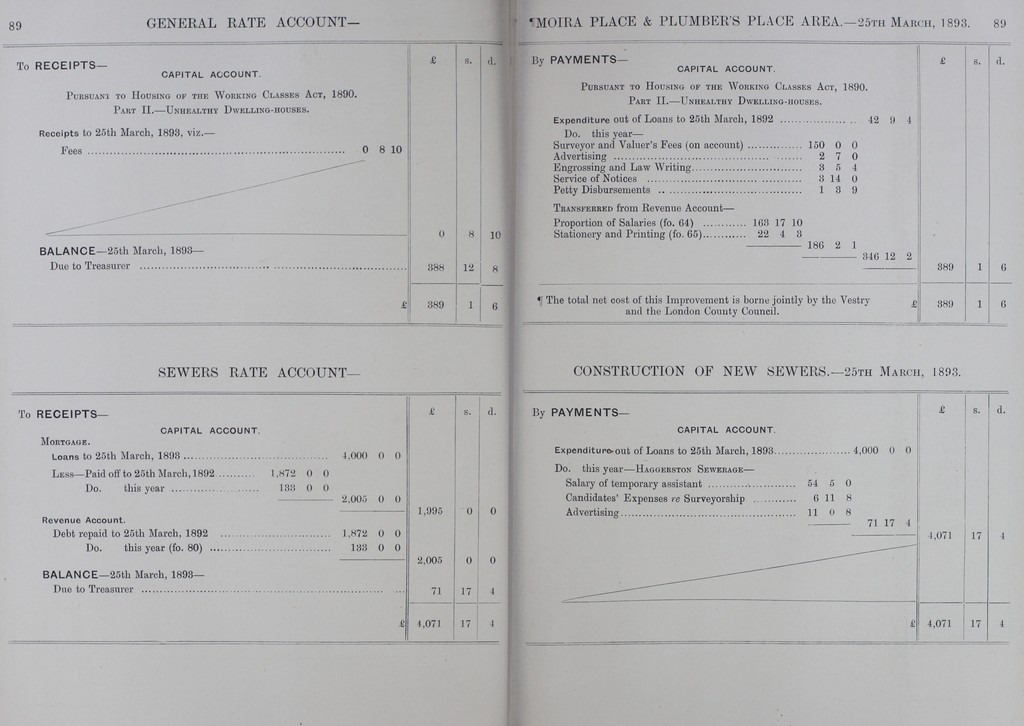 89 GENERAL RATE ACCOUNT—
To RECEIPTS— £ s. d.
CAPITAL ACCOUNT.
Pursuant to Housing of the Working Classes Act, 1890.
Part II.—Unhealthy Dwelling-houses.
Receipts to 25th March, 1893, viz.—
Fees 0 8 10
0 8 10
BALANCE—25th March, 1893—
Due to Treasurer 388 12 8
£ 389 1 6
SEWERS RATE ACCOUNT—
To RECEIPTS— £ s. d.
CAPITAL ACCOUNT.
Mortgage.
Loans to 25th March, 1893 4,000 0 0
Less—Paid off to 25th March, 1892 1,872 0 0
Do. this year 133 0 0
2,005 0 0
1,995 0 0
Revenue Account.
Debt repaid to 25th March, 1892 1,872 0 0
Do. this year (fo. 80) 133 0 0
2,005 0 0
BALANCE—25th March, 1893—
Due to Treasurer 71 17 4
£ 4,071 17 4
¶MOIRA PLACE & PLUMBER'S PLACE AREA.—25th March, 1893. 89
By PAYMENTS— £ s. d.
CAPITAL ACCOUNT.
Pursuant to Housing of the Working Classes Act, 1890.
Part II.—Unhealthy Dwelling-houses.
Expenditure out of Loans to 25th March, 1892 42 9 4
Do. this year—
Surveyor and Valuer's Fees (on account) 150 0 0
Advertising 2 7 0
Engrossing and Law Writing 3 5 4
Service of Notices 3 14 0
Petty Disbursements 1 3 9
Transferred from Revenue Account—
Proportion of Salaries (fo. 64) 163 17 10
Stationery and Printing (fo. 65) 22 4 3
186 2 1
346 12 2
389 1 6
¶ The total net cost of this Improvement is borne jointly by the Vestry £ 389 1 6
and the London County Council.
CONSTRUCTION OF NEW SEWERS.—25th March, 1893.
By PAYMENTS— £ s. d.
CAPITAL ACCOUNT.
Expenditure out of Loans to 25th March, 1893 4,000 0 0
Do. this year—Haggerston Sewerage—
Salary of temporary assistant 54 5 0
Candidates' Expenses re Surveyorship 6 11 8
Advertising 11 0 8
71 17 4
4,071 17 4
£ 4,071 17 4